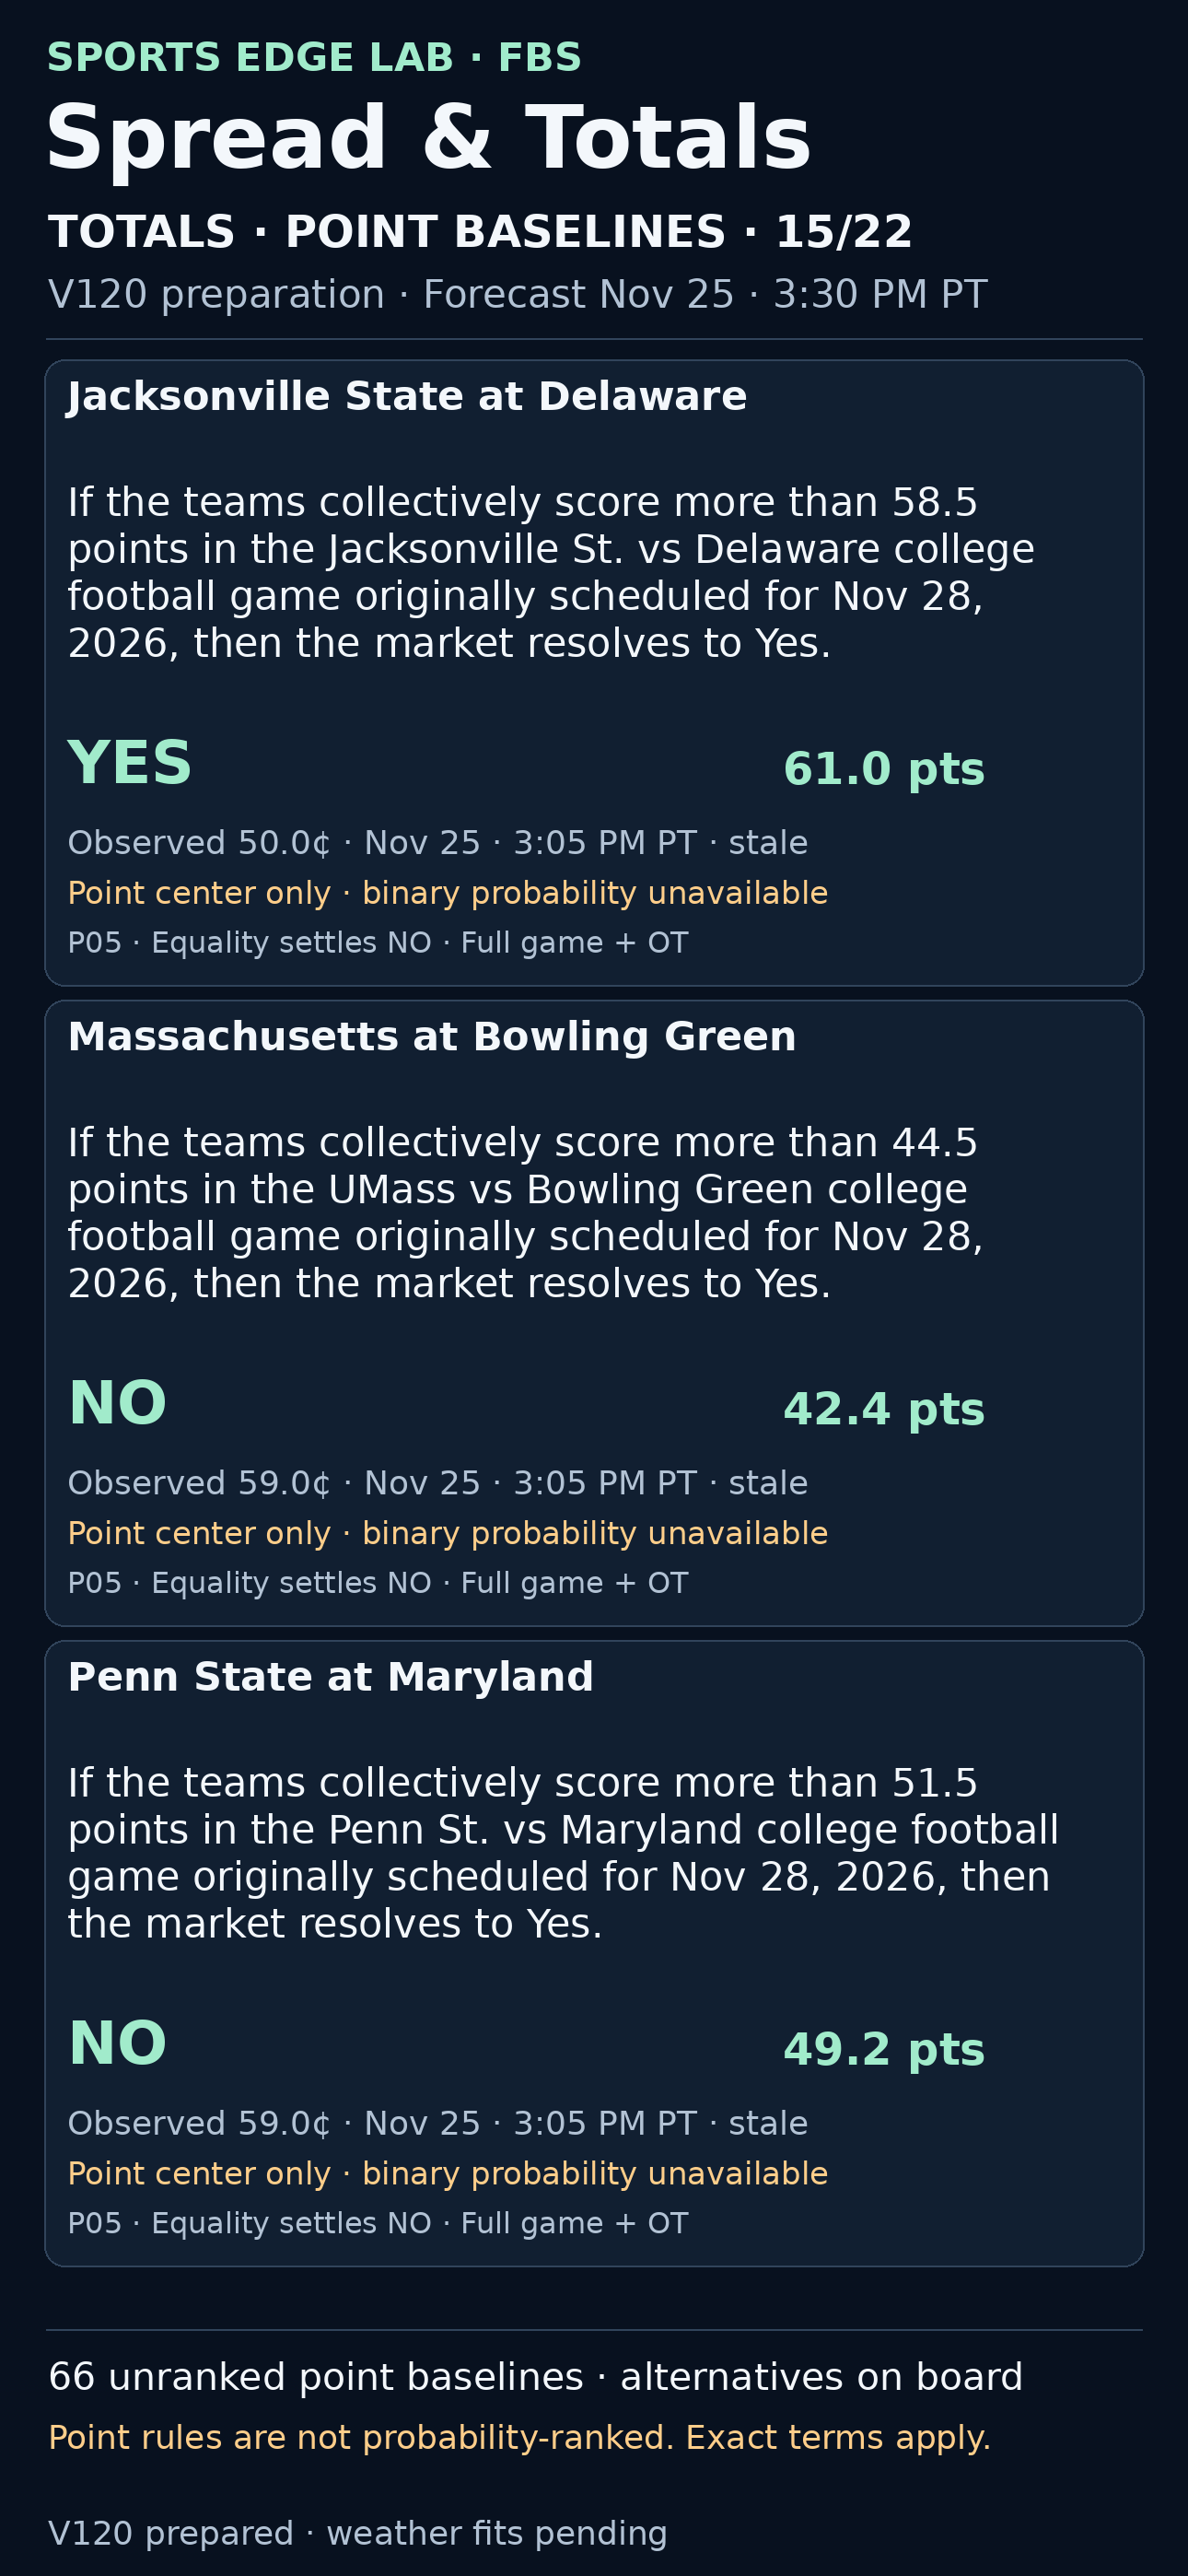 SPORTS EDGE LAB · FBS
Spread & Totals
TOTALS · POINT BASELINES · 15/22
V120 preparation · Forecast Nov 25 · 3:30 PM PT
Jacksonville State at Delaware
If the teams collectively score more than 58.5
points in the Jacksonville St. vs Delaware college
football game originally scheduled for Nov 28,
2026, then the market resolves to Yes.
YES 61.0 pts
Observed 50.0¢ · Nov 25 · 3:05 PM PT · stale
Point center only · binary probability unavailable
P05 · Equality settles NO · Full game + OT
Massachusetts at Bowling Green
If the teams collectively score more than 44.5
points in the UMass vs Bowling Green college
football game originally scheduled for Nov 28,
2026, then the market resolves to Yes.
NO 42.4 pts
Observed 59.0¢ · Nov 25 · 3:05 PM PT · stale
Point center only · binary probability unavailable
P05 · Equality settles NO · Full game + OT
Penn State at Maryland
If the teams collectively score more than 51.5
points in the Penn St. vs Maryland college football
game originally scheduled for Nov 28, 2026, then
the market resolves to Yes.
NO 49.2 pts
Observed 59.0¢ · Nov 25 · 3:05 PM PT · stale
Point center only · binary probability unavailable
P05 · Equality settles NO · Full game + OT
66 unranked point baselines · alternatives on board
Point rules are not probability-ranked. Exact terms apply.
V120 prepared · weather fits pending